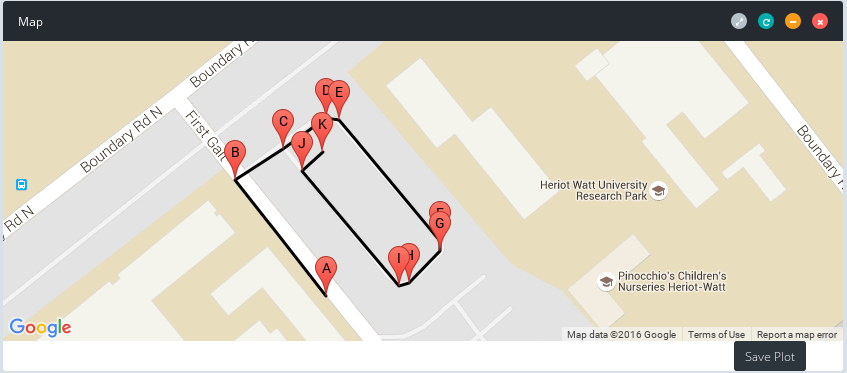 Map
Boundary Rd N
Boundary R
First Gait
Boundary R
Rd N
D E
C
K
J
B
F
G
A
I H
Heriot Watt University
Research Park
Pinocchio's Children's
Nurseries Heriot-Watt
Google
Map data ©2016 Google
Terms of Use
Report a map error
Save Plot